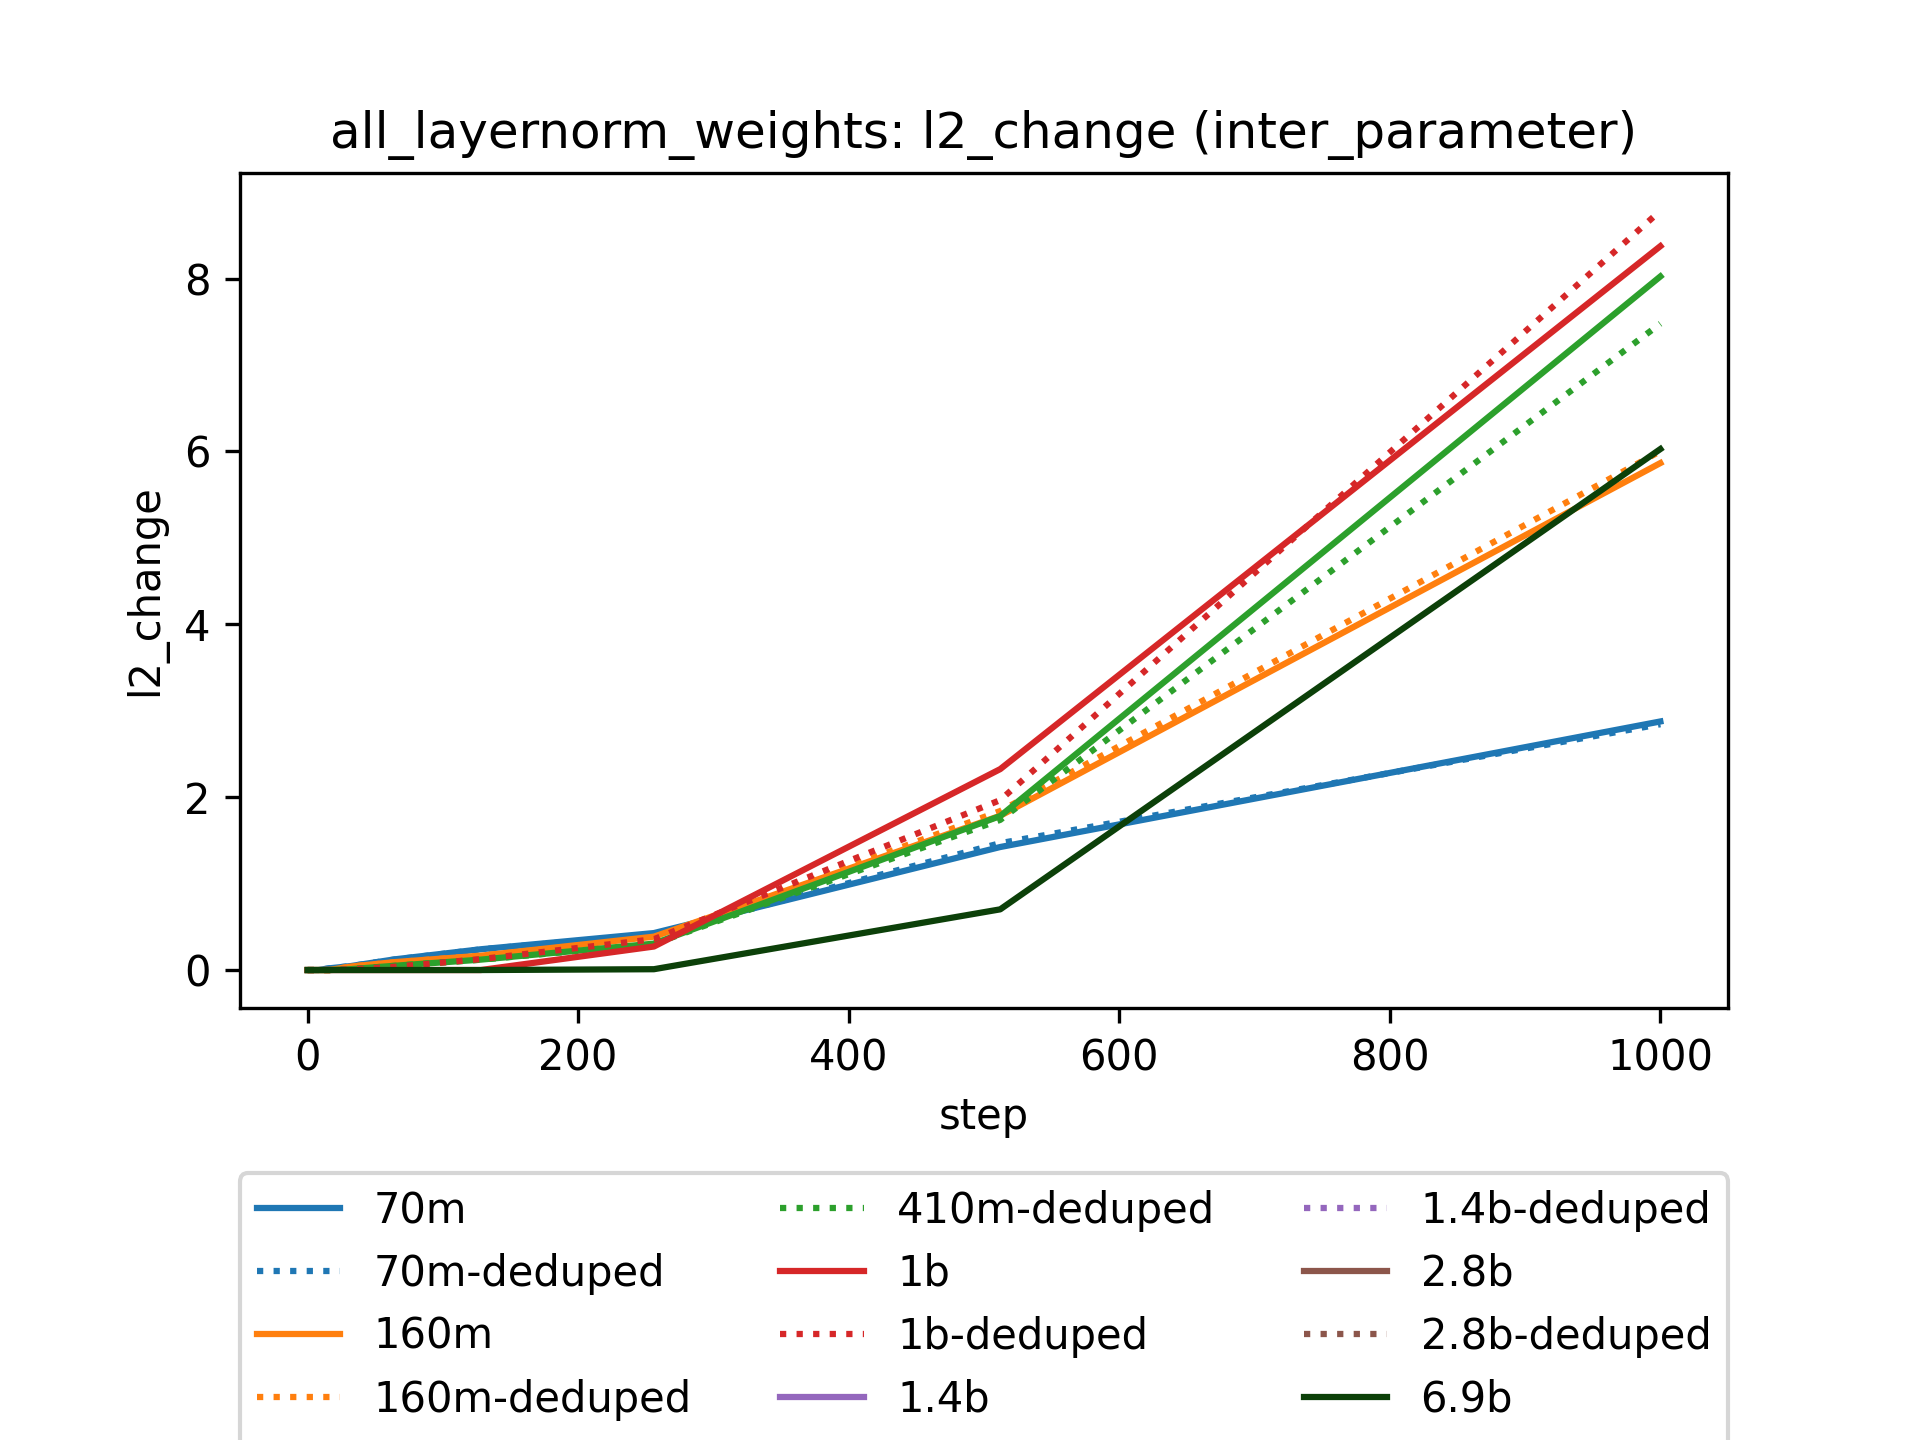 all_layernorm_weights: l2_change (inter_parameter)
l2_change
8
6
4
2
0
0 200 400 600 800 1000
step
70m
70m-deduped
160m
160m-deduped
410m-deduped
1b
1b-deduped
1.4b
1.4b-deduped
2.8b
2.8b-deduped
6.9b